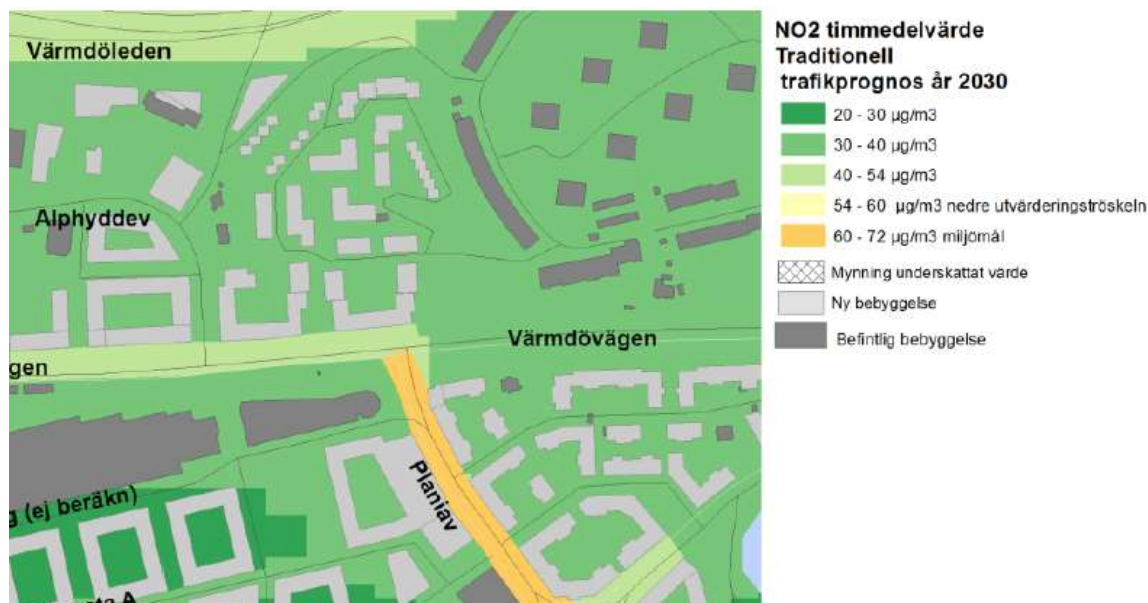 Värmdöleden
Alphyddev
Värmdövägen
gen
Planiav
g (ej beräkn)
NO2 timmedelvärde
Traditionell
trafikprognos år 2030
20 - 30 µg/m3
30 - 40 µg/m3
40 - 54 µg/m3
54 - 60 µg/m3 nedre utvärderingströskeln
60 - 72 µg/m3 miljömål
Mynning underskattat värde
Ny bebyggelse
Befintlig bebyggelse